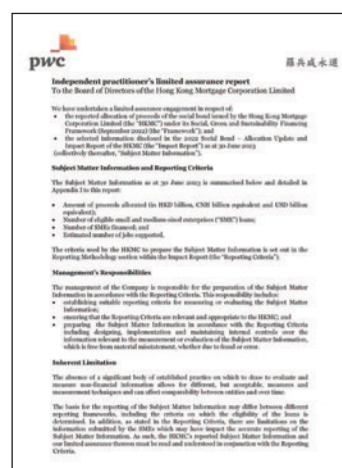 pwc
羅兵咸永道
Independent practitioner's limited assurance report
To the Board of Directors of the Hong Kong Mortgage Corporation Limited
We have undertaken a limited assurance engagement in respect of:
• the reported allocation of proceeds of the social bond issued by the Hong Kong Mortgage
Corporation Limited (the "HKMC") under its Social, Green and Sustainability Financing
Framework (September 2022) (the "Framework"); and
• the selected information disclosed in the 2022 Social Bond – Allocation Update and
Impact Report of the HKMC (the "Impact Report") as at 30 June 2023
(collectively thereafter, "Subject Matter Information").
Subject Matter Information and Reporting Criteria
The Subject Matter Information as at 30 June 2023 is summarised below and detailed in
Appendix I to this report:
• Amount of proceeds allocated (in HKD billion, CNH billion equivalent and USD billion
equivalent);
• Number of eligible small and medium-sized enterprises ("SME") loans;
• Number of SMEs financed; and
• Estimated number of jobs supported.
The criteria used by the HKMC to prepare the Subject Matter Information is set out in the
Reporting Methodology section within the Impact Report (the "Reporting Criteria").
Management's Responsibilities
The management of the Company is responsible for the preparation of the Subject Matter
Information in accordance with the Reporting Criteria. This responsibility includes:
• establishing suitable reporting criteria for measuring or evaluating the Subject Matter
Information;
• ensuring that the Reporting Criteria are relevant and appropriate to the HKMC; and
• preparing the Subject Matter Information in accordance with the Reporting Criteria
including designing, implementing and maintaining internal controls over the
information relevant to the measurement or evaluation of the Subject Matter Information,
which is free from material misstatement, whether due to fraud or error.
Inherent Limitation
The absence of a significant body of established practice on which to draw to evaluate and
measure non-financial information allows for different, but acceptable, measures and
measurement techniques and can affect comparability between entities and over time.
The basis for the reporting of the Subject Matter Information may differ between different
reporting frameworks, including the criteria on which the eligibility of the loans is
determined. In addition, as stated in the Reporting Criteria, there are limitations on the
information submitted by the SMEs which may impact the accurate reporting of the
Subject Matter Information. As such, the HKMC's reported Subject Matter Information and
our limited assurance thereon must be read and understood in conjunction with the Reporting
Criteria.